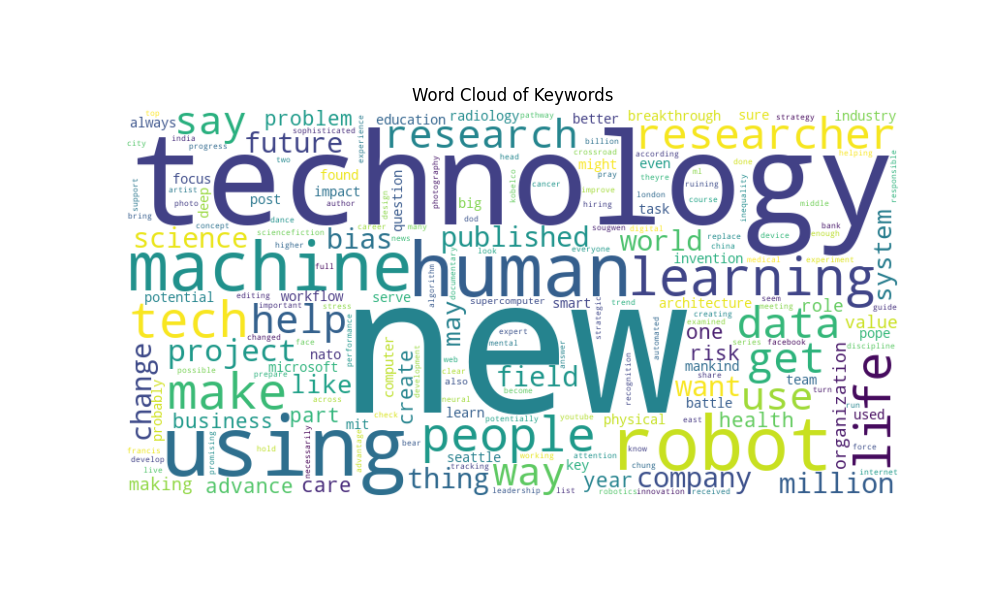 Word Cloud of Keywords
top
always
say
problem
education
radiology
pathway
better
breakthrough
sure
strategy
industry
city
india
progress
sophisticated
future
two
experience
research
billion
researcher
technology
head
crossroad
according
might
even
done
helping
focus
artist
photo
deep
found
impact
author
post
question
photography
big
dod
cancer
kobelco
improve
hiring
pray
theyre
london
task
ml
ruining
course
inequality
middle
responsible
support
bring
concept
dance
design
career
many
sougwen
digital
bank
enough
science
sciencefiction
higher
bias
news
published
look
everyone
world
replace
china
device
invention
medical
experiment
system
machine
full
human
algorithm
documentary
learning
potential
editing
important
workflow
serve
supercomputer
smart
strategic
trend
architecture
seem
meeting
creating
examined
role
guide
tech
changed
help
face
stress
performance
may
new
expert
mental
answer
automated
one
data
value
pope
series
facebook
discipline
change
project
nato
microsoft
possible
prepare
computer
development
web
clear
also
neural
field
become
recognition
risk
mankind
share
get
team
turn
run
organization
life
probably
make
like
across
create
learn
want
battle
use
used
force
business
part
mit
check
potentially
youtube
physical
east
health
francis
develop
live
using
promising
hold
necessarily
advantage
bear
people
seattle
tracking
working
attention
key
know
chung
robot
internet
making
advance
care
thing
leadership
way
list
year
robotics
innovation
received
company
million